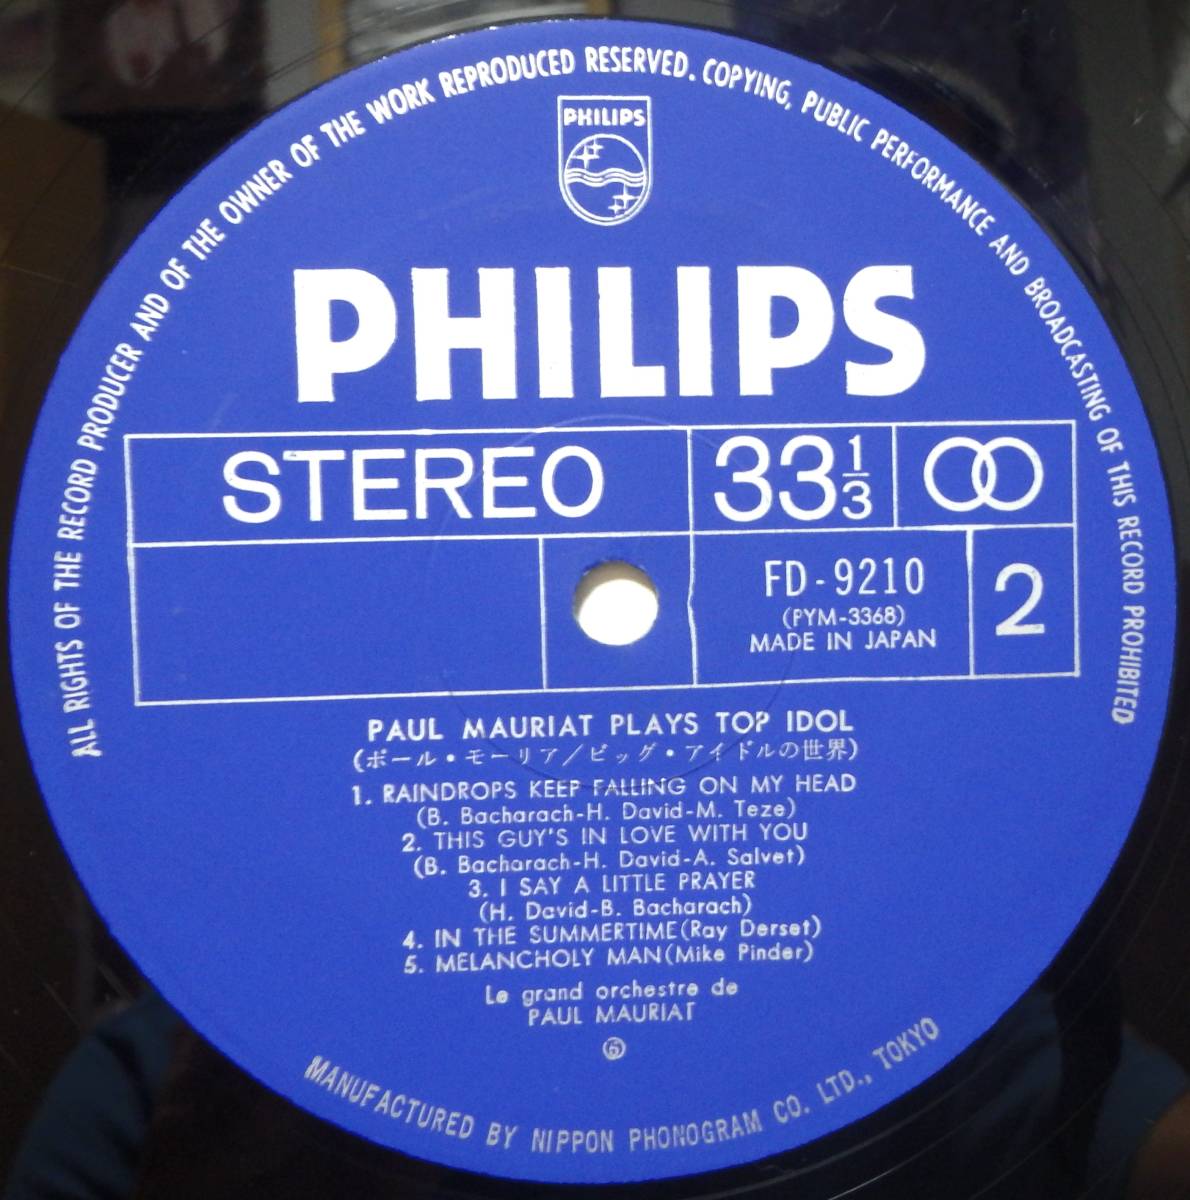 ALL RIGHTS OF THE RECORD PRODUCER AND OF THE OWNER OF THE WORK REPRODUCED RESERVED. COPYING, PUBLIC PERFORMANCE AND BROADCASTING OF THIS RECORD PROHIBITED
PHILIPS
PHILIPS
STEREO
33 1/3
FD-9210
(PYM-3368)
MADE IN JAPAN
2
PAUL MAURIAT PLAYS TOP IDOL
(ポール・モーリア/ビッグ・アイドルの世界)
1. RAINDROPS KEEP FALLING ON MY HEAD
(B. Bacharach-H. David-M. Teze)
2. THIS GUY'S IN LOVE WITH YOU
(B. Bacharach-H. David-A. Salvet)
3. I SAY A LITTLE PRAYER
(H. David-B. Bacharach)
4. IN THE SUMMERTIME(Ray Derset)
5. MELANCHOLY MAN(Mike Pinder)
Le grand orchestre de
PAUL MAURIAT
MANUFACTURED BY NIPPON PHONOGRAM CO. LTD., TOKYO